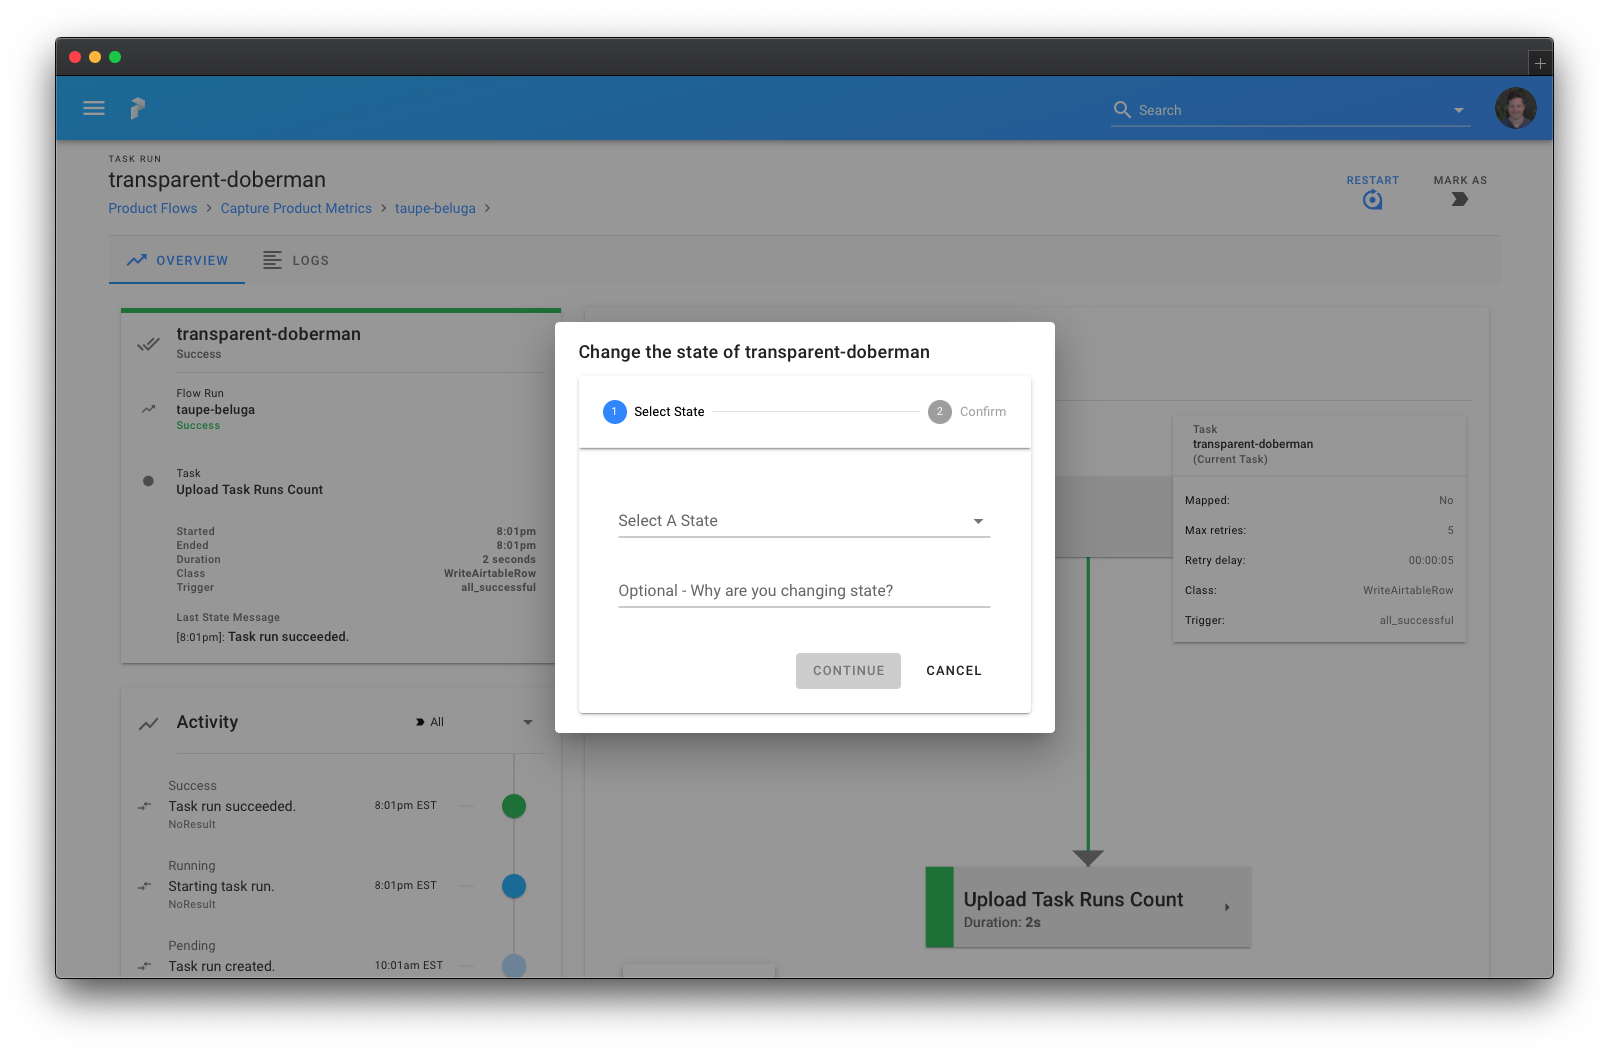 Search
TASK RUN
transparent-doberman
Product Flows > Capture Product Metrics > taupe-beluga >
RESTART
MARK AS
OVERVIEW
LOGS
transparent-doberman
Success
Flow Run
taupe-beluga
Success
Task
Upload Task Runs Count
Started 8:01pm
Ended 8:01pm
Duration 2 seconds
Class WriteAirtableRow
Trigger all_successful
Last State Message
[8:01pm]: Task run succeeded.
Activity
All
Success
Task run succeeded. 8:01pm EST
NoResult
Running
Starting task run. 8:01pm EST
NoResult
Pending
Task run created. 10:01am EST
Change the state of transparent-doberman
1 Select State
2 Confirm
Select A State
Optional - Why are you changing state?
CONTINUE
CANCEL
Task
transparent-doberman
(Current Task)
Mapped: No
Max retries: 5
Retry delay: 00:00:05
Class: WriteAirtableRow
Trigger: all_successful
Upload Task Runs Count
Duration: 2s